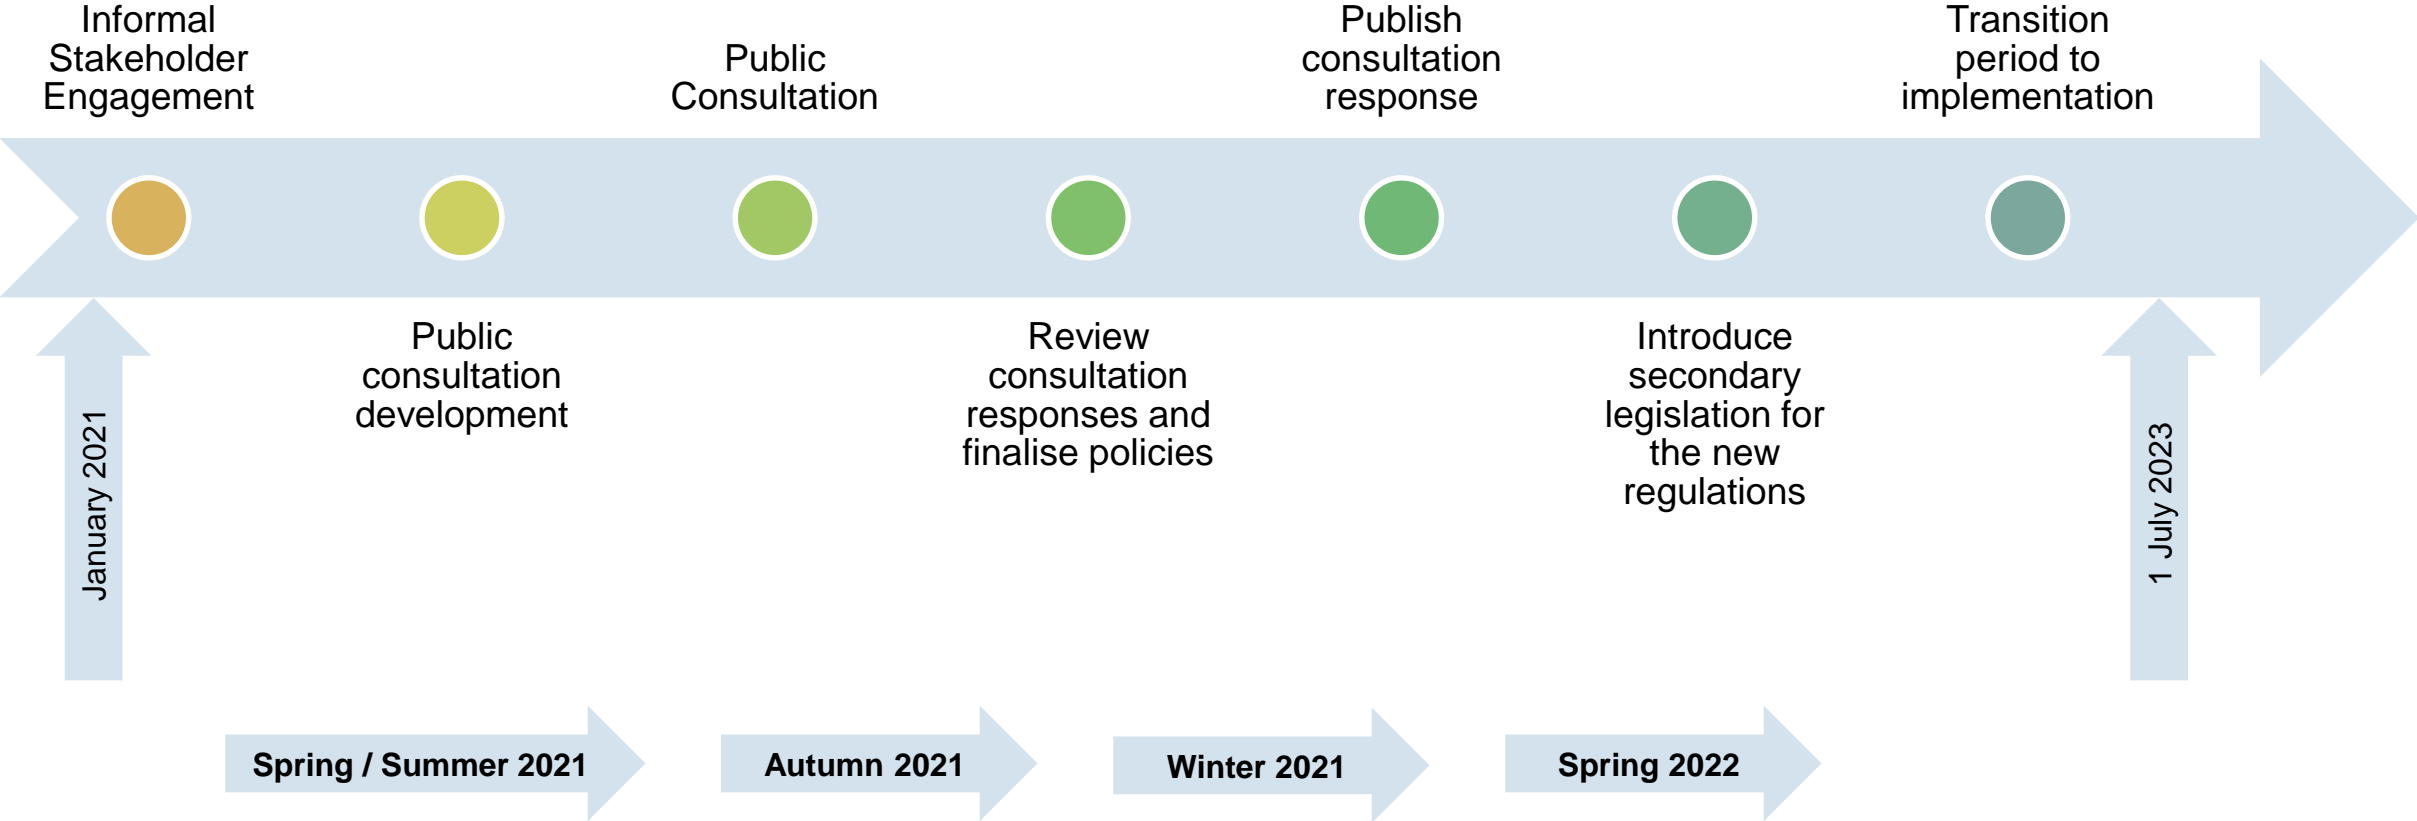 Informal
Stakeholder
Engagement
Public
Consultation
Publish
consultation
response
Transition
period to
implementation
Public
consultation
development
Review
consultation
responses and
finalise policies
Introduce
secondary
legislation for
the new
regulations
January 2021
1 July 2023
Spring / Summer 2021
Autumn 2021
Winter 2021
Spring 2022